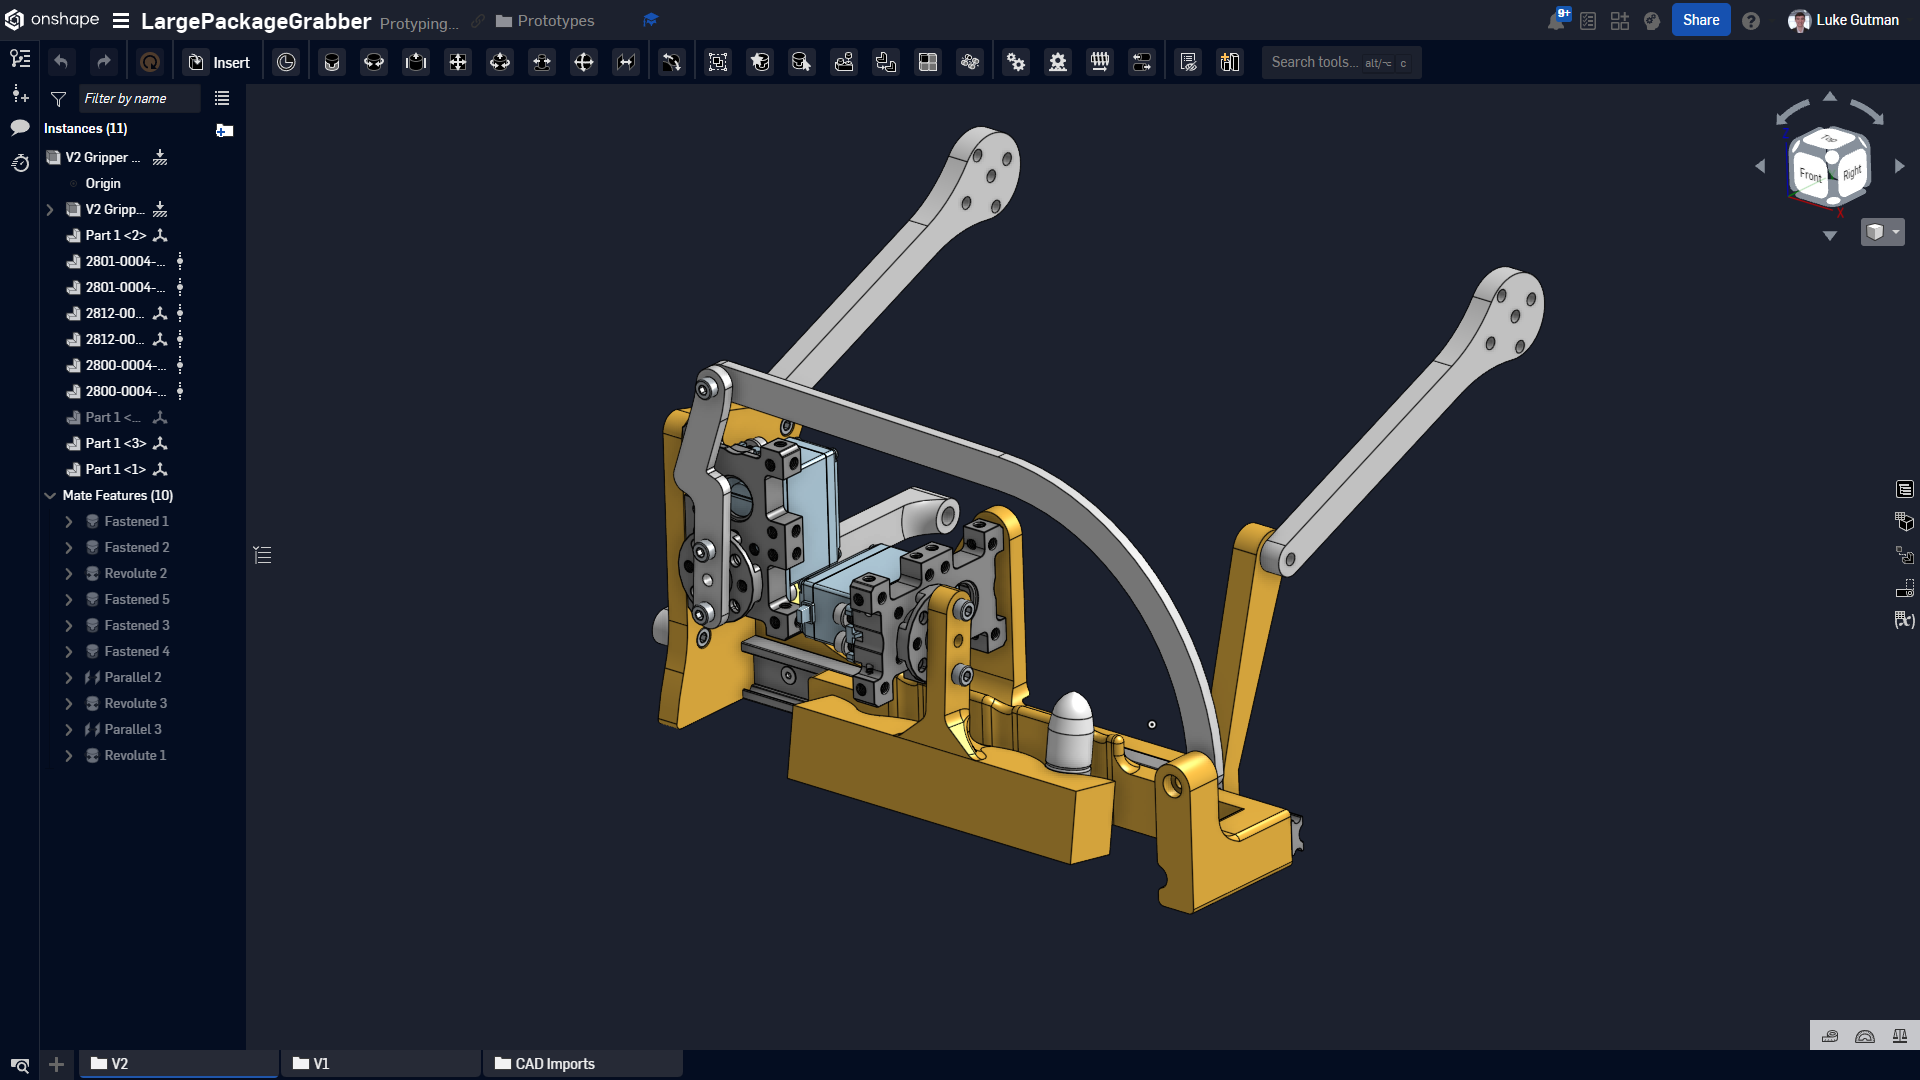 onshape LargePackageGrabber Protyping... Prototypes 9+ Share Luke Gutman
Insert Search tools... alt/⌥ c
Filter by name
Instances (11)
V2 Gripper ...
Origin
V2 Gripp...
Part 1 <2>
2801-0004-...
2801-0004-...
2812-00...
2812-00...
2800-0004-...
2800-0004-...
Part 1 <...
Part 1 <3>
Part 1 <1>
Mate Features (10)
Fastened 1
Fastened 2
Revolute 2
Fastened 5
Fastened 3
Fastened 4
Parallel 2
Revolute 3
Parallel 3
Revolute 1
Z
Top
Front
Right
X
V2
V1
CAD Imports